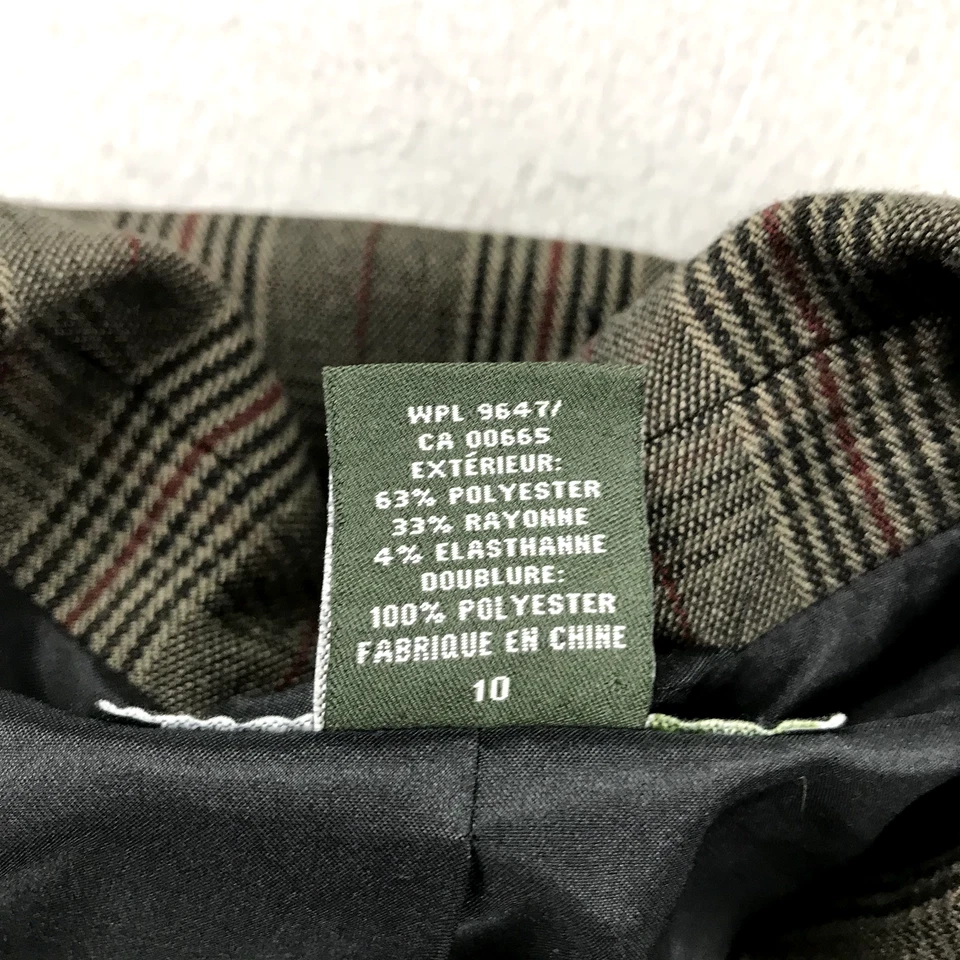 WPL 9647/
CA 00665
EXTÉRIEUR:
63% POLYESTER
33% RAYONNE
4% ELASTHANNE
DOUBLURE:
100% POLYESTER
FABRIQUE EN CHINE
10